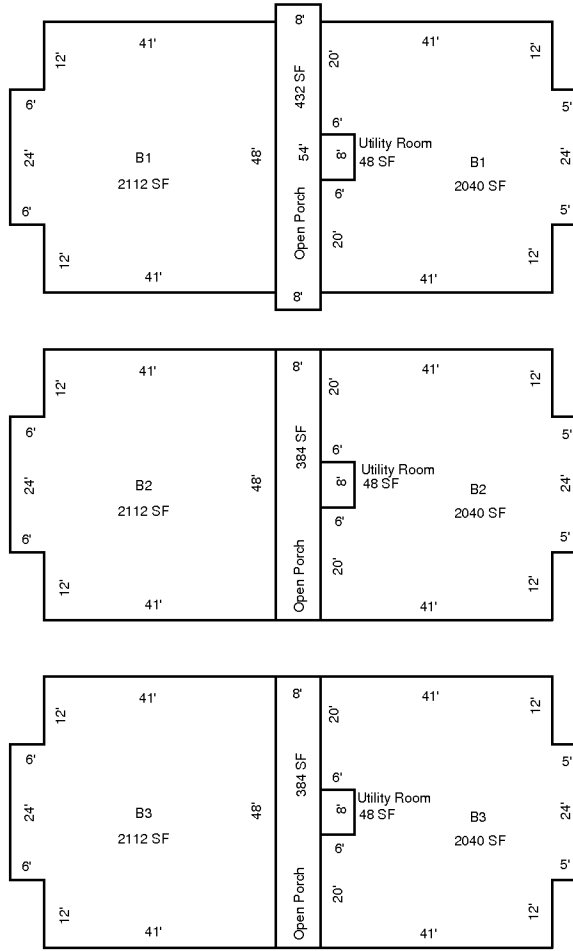 8'
41'
41'
12'
20'
12'
432 SF
6'
5'
6'
Utility Room
24'
B1
48'
54'
8'
48 SF
B1
24'
2112 SF
2040 SF
6'
6'
5'
Open Porch
12'
20'
12'
41'
41'
8'
8'
41'
41'
12'
20'
12'
384 SF
6'
5'
6'
Utility Room
24'
B2
48'
8'
48 SF
B2
24'
2112 SF
2040 SF
6'
6'
5'
Open Porch
12'
20'
12'
41'
41'
8'
41'
41'
12'
20'
12'
384 SF
6'
5'
6'
Utility Room
24'
B3
48'
8'
48 SF
B3
24'
2112 SF
2040 SF
6'
6'
5'
Open Porch
12'
20'
12'
41'
41'